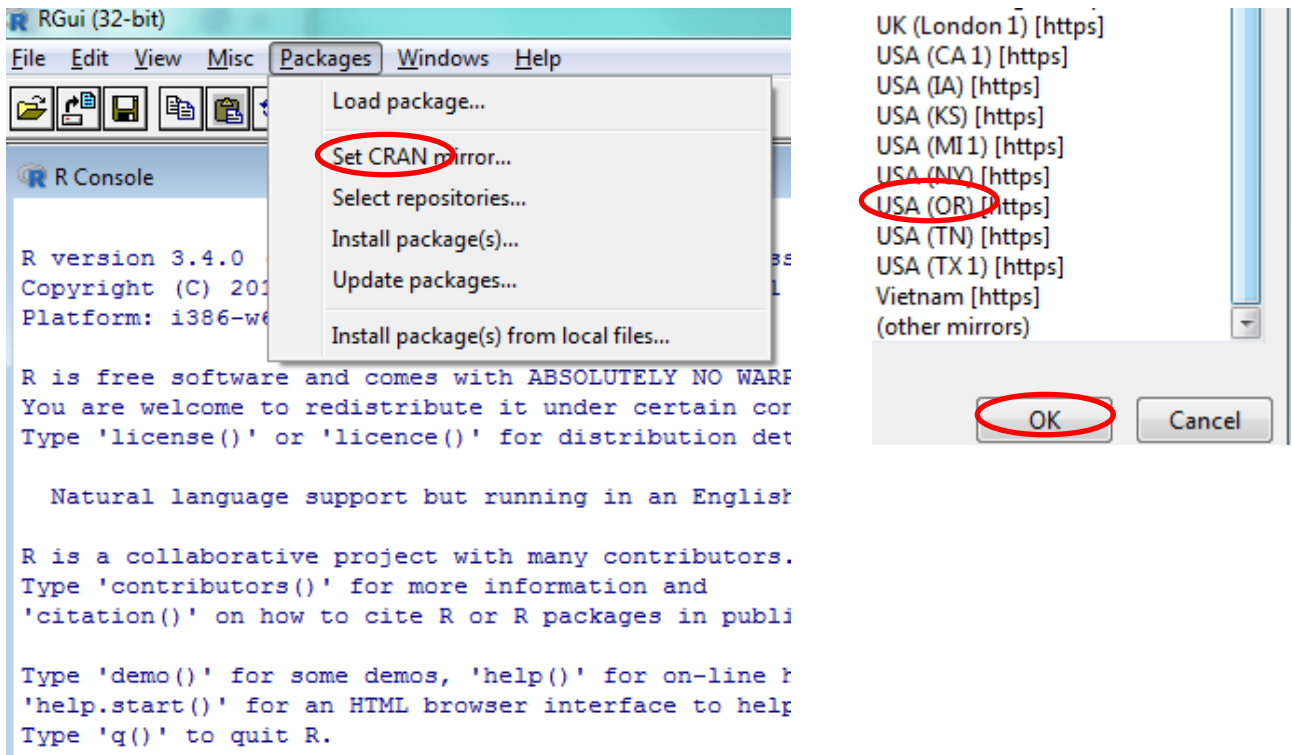 RGui (32-bit)
File Edit View Misc Packages Windows Help
Load package...
Set CRAN mirror...
Select repositories...
Install package(s)...
Update packages...
Install package(s) from local files...
R Console
R version 3.4.0
Copyright (C) 201
Platform: i386-w
R is free software and comes with ABSOLUTELY NO WARR
You are welcome to redistribute it under certain con
Type 'license()' or 'licence()' for distribution det
Natural language support but running in an English
R is a collaborative project with many contributors.
Type 'contributors()' for more information and
'citation()' on how to cite R or R packages in publi
Type 'demo()' for some demos, 'help()' for on-line h
'help.start()' for an HTML browser interface to help
Type 'q()' to quit R.
UK (London 1) [https]
USA (CA 1) [https]
USA (IA) [https]
USA (KS) [https]
USA (MI 1) [https]
USA (NY) [https]
USA (OR) [https]
USA (TN) [https]
USA (TX 1) [https]
Vietnam [https]
(other mirrors)
OK Cancel